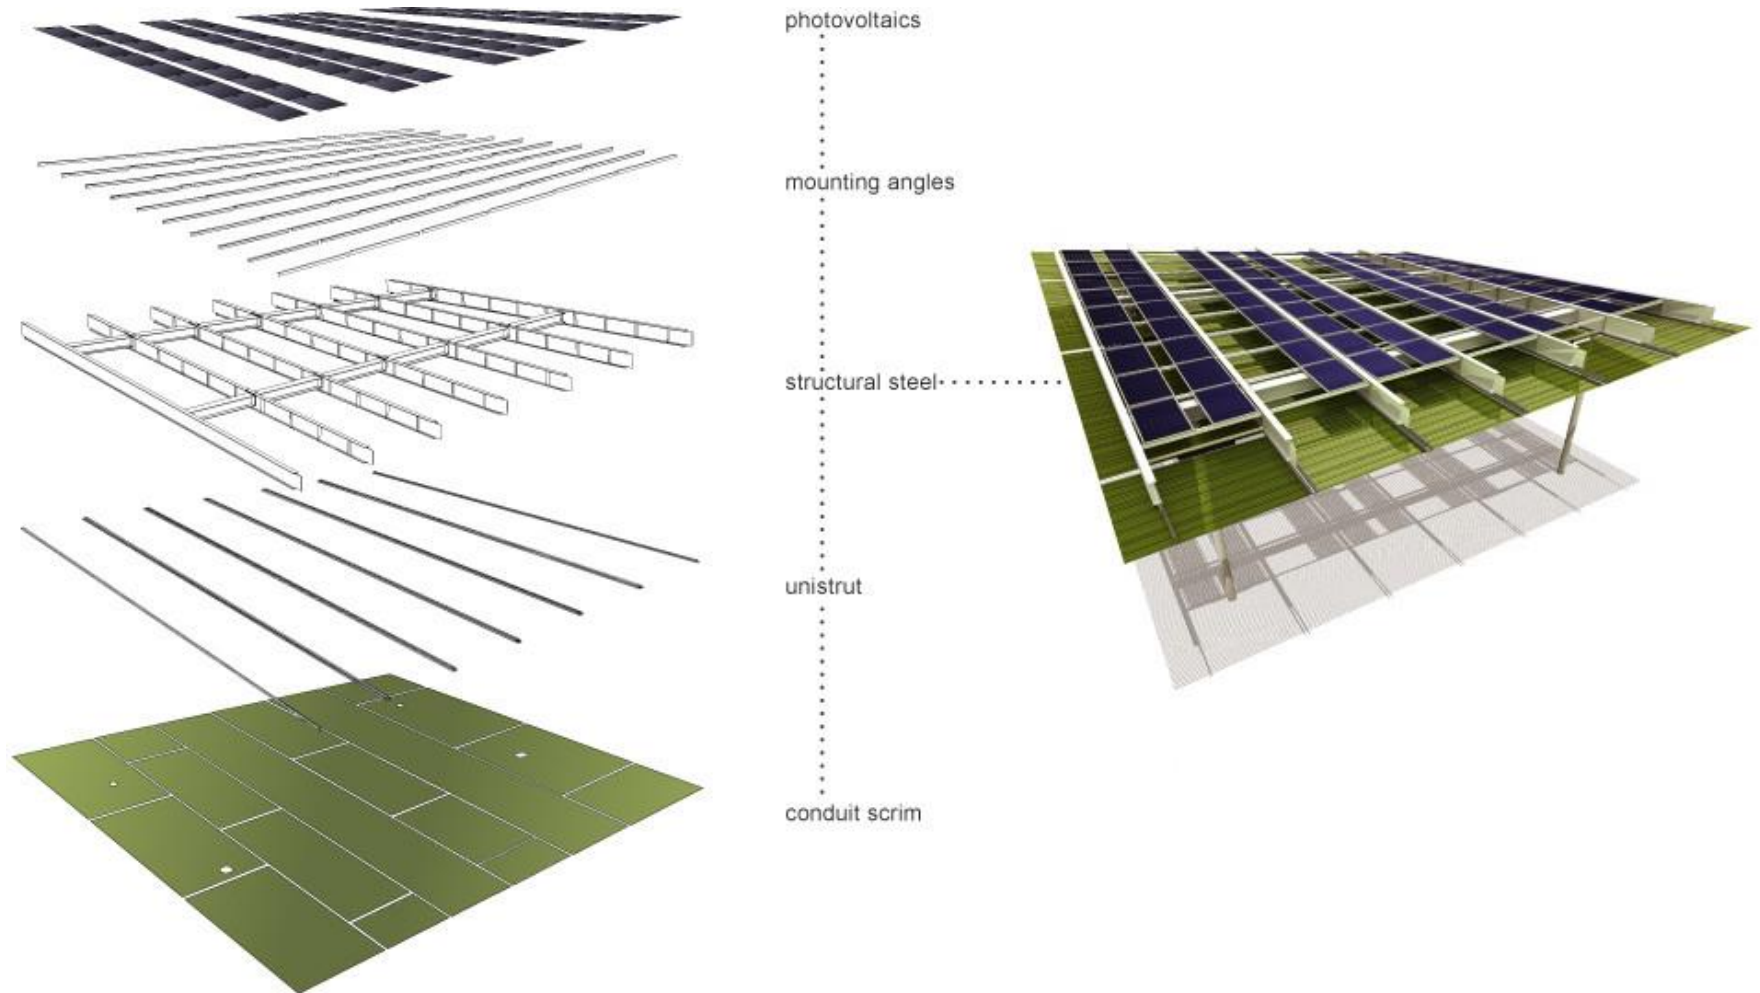 photovoltaics
mounting angles
structural steel
unistrut
conduit scrim